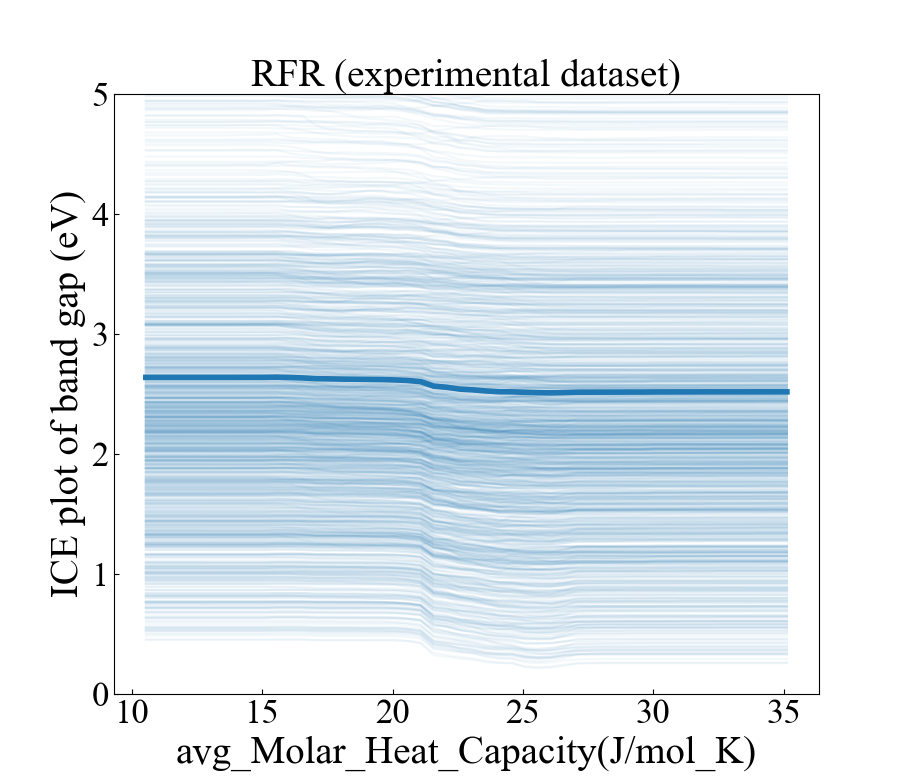 RFR (experimental dataset)
ICE plot of band gap (eV)
5
4
3
2
1
0
10 15 20 25 30 35
avg_Molar_Heat_Capacity(J/mol_K)